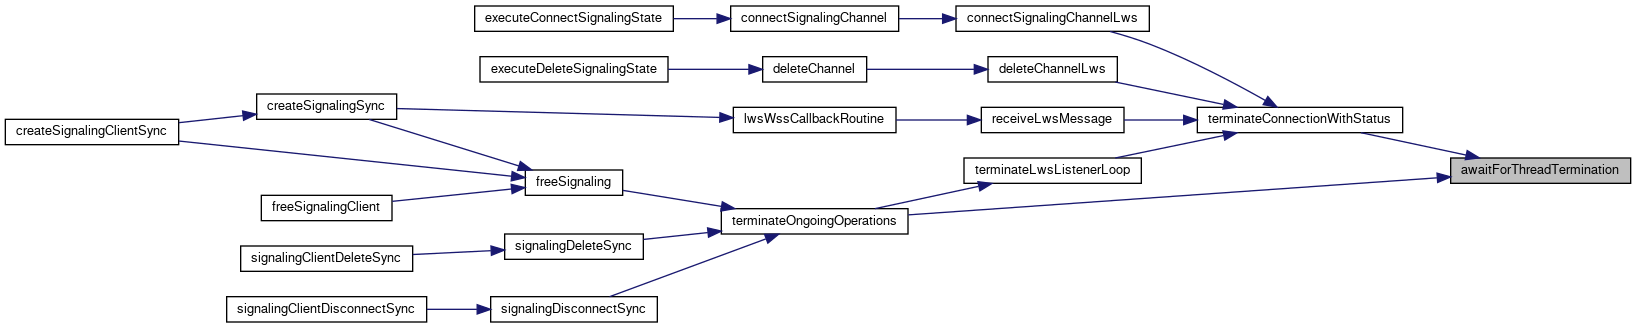 executeConnectSignalingState
connectSignalingChannel
connectSignalingChannelLws
executeDeleteSignalingState
deleteChannel
deleteChannelLws
createSignalingSync
lwsWssCallbackRoutine
receiveLwsMessage
terminateConnectionWithStatus
createSignalingClientSync
terminateLwsListenerLoop
awaitForThreadTermination
freeSignaling
freeSignalingClient
terminateOngoingOperations
signalingDeleteSync
signalingClientDeleteSync
signalingClientDisconnectSync
signalingDisconnectSync